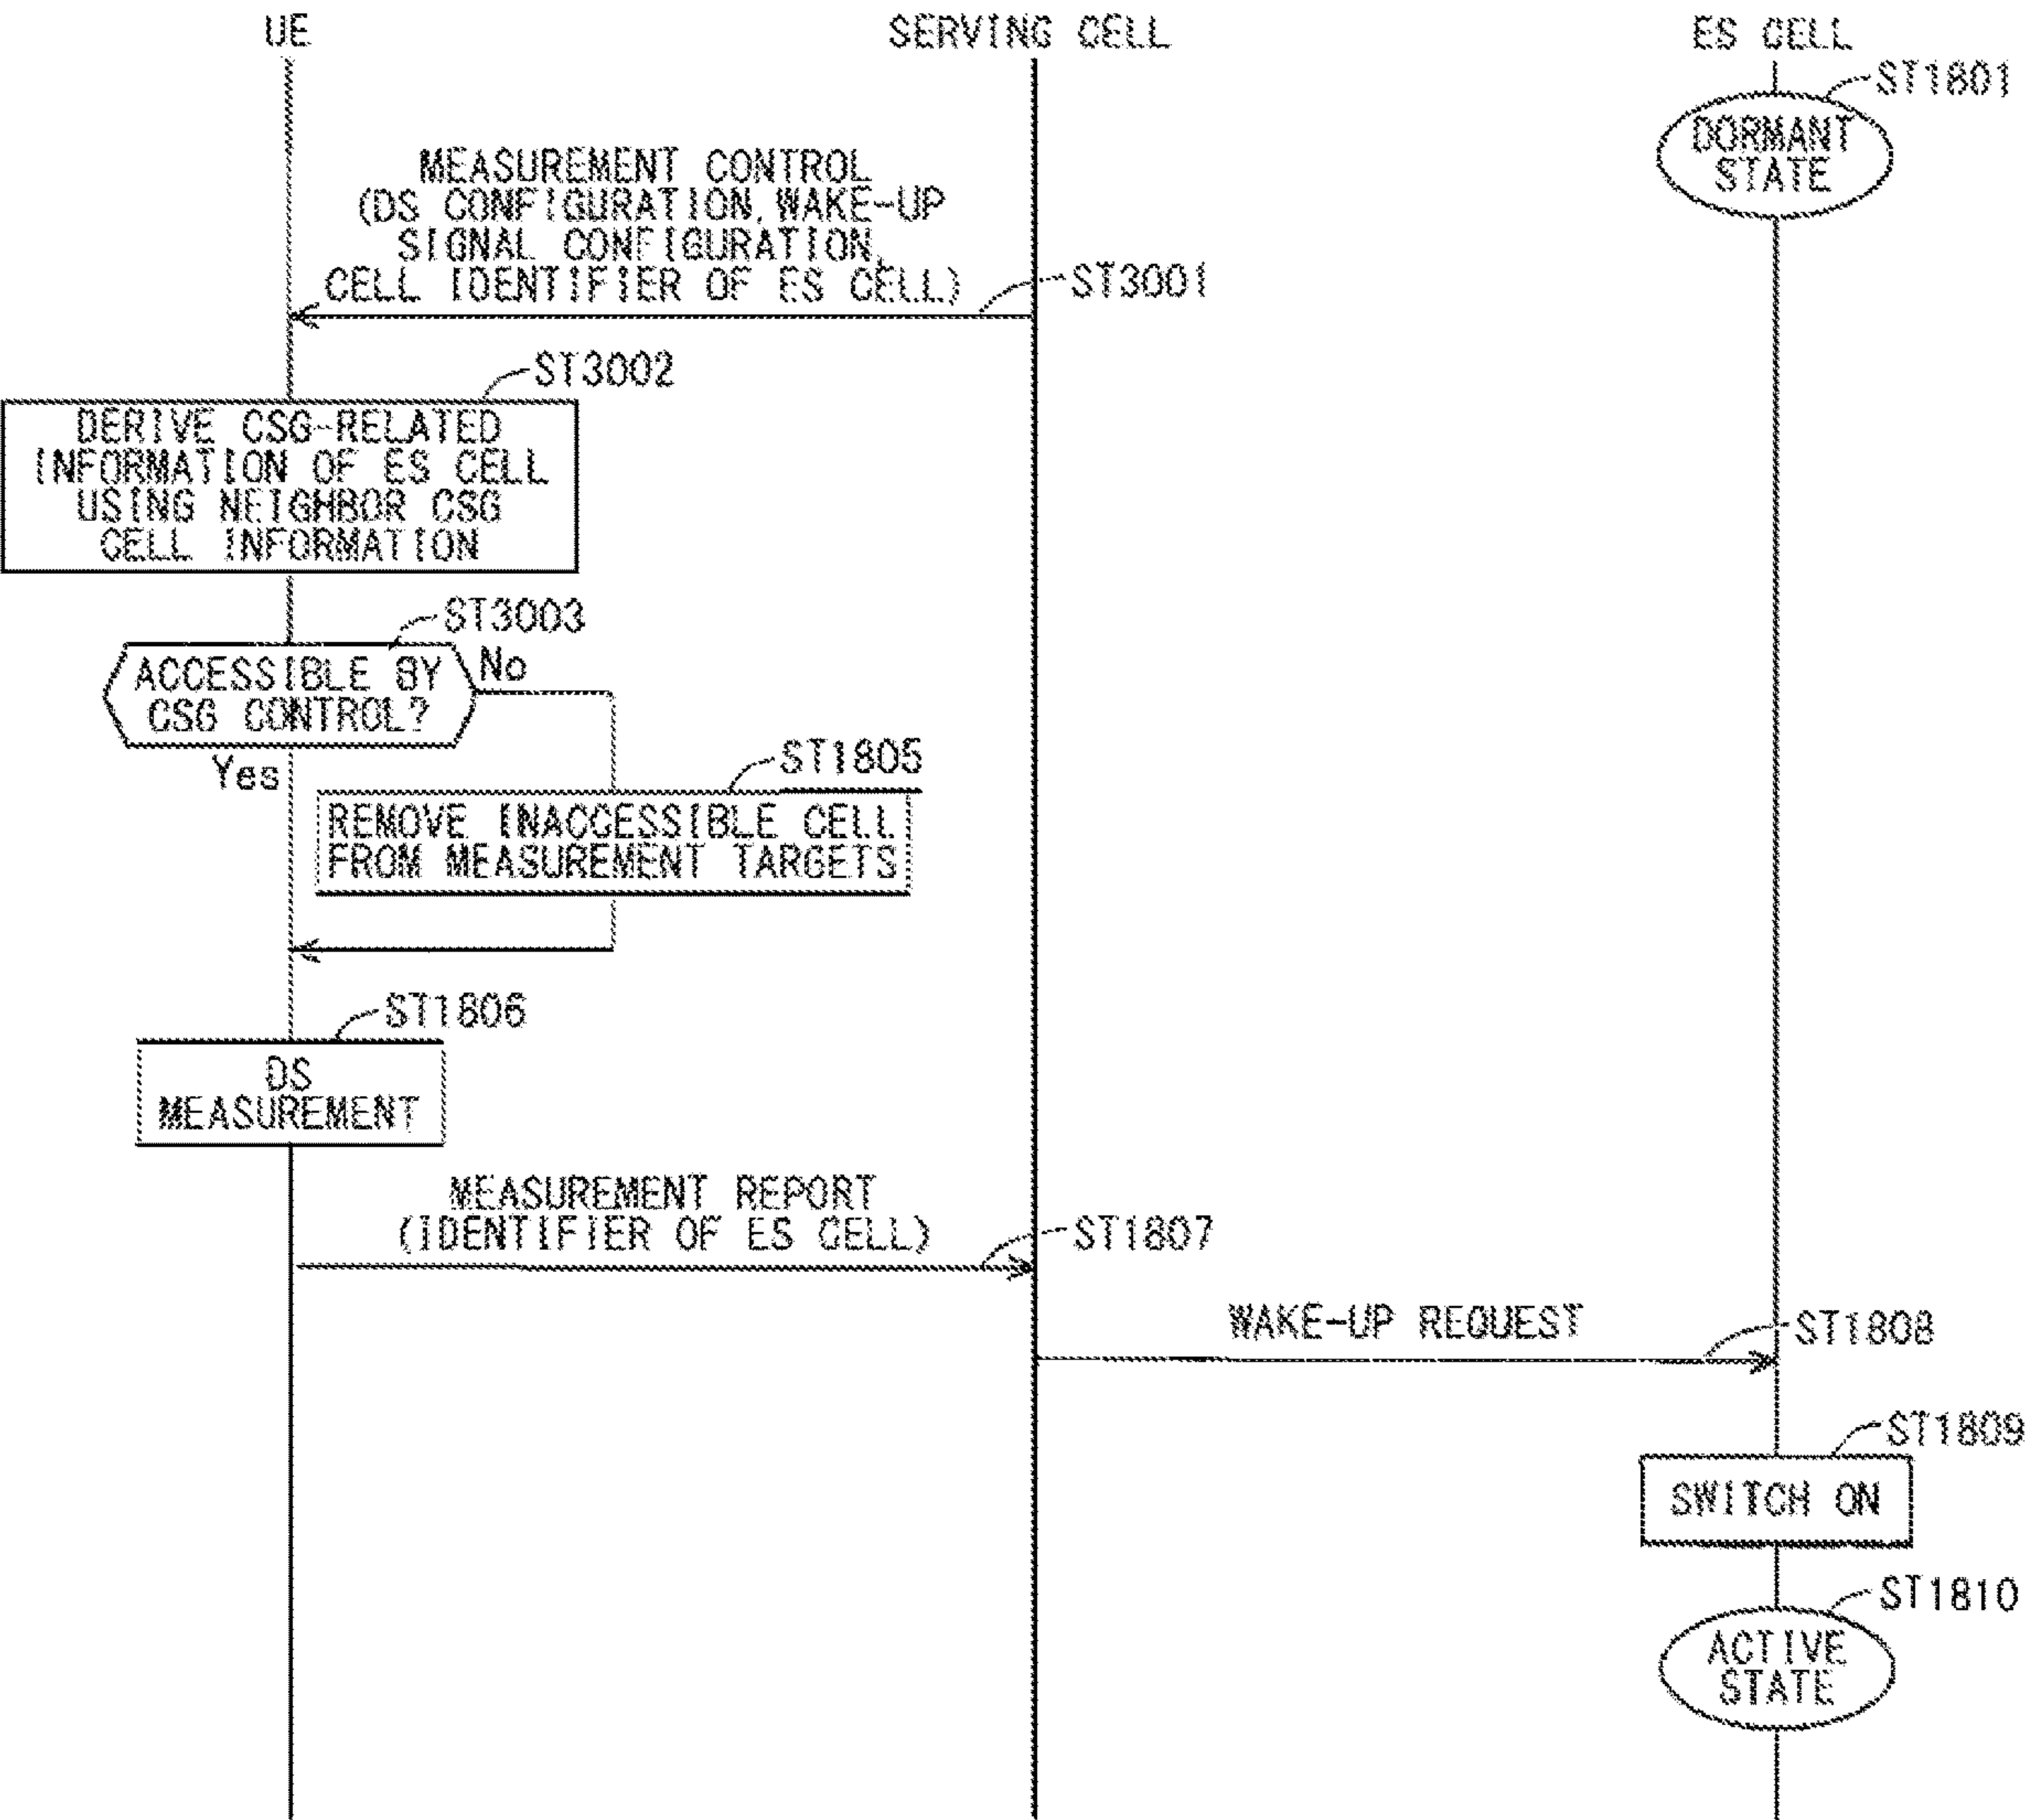 UE
SERVING CELL
ES CELL
ST1801
DORMANT
STATE
MEASUREMENT CONTROL
(DS CONFIGURATION, WAKE-UP
SIGNAL CONFIGURATION,
CELL IDENTIFIER OF ES CELL)
ST3001
ST3002
DERIVE CSG-RELATED
INFORMATION OF ES CELL
USING NEIGHBOR CSG
CELL INFORMATION
ST3003
ACCESSIBLE BY
CSG CONTROL?
No
Yes
ST1805
REMOVE INACCESSIBLE CELL
FROM MEASUREMENT TARGETS
ST1806
DS
MEASUREMENT
MEASUREMENT REPORT
(IDENTIFIER OF ES CELL)
ST1807
WAKE-UP REQUEST
ST1808
ST1809
SWITCH ON
ST1810
ACTIVE
STATE